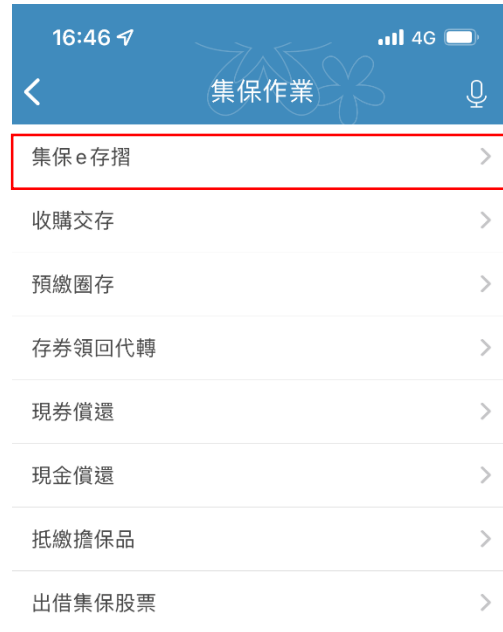 16:46 4G
集保作業
集保e存摺
收購交存
預繳圈存
存券領回代轉
現券償還
現金償還
抵繳擔保品
出借集保股票